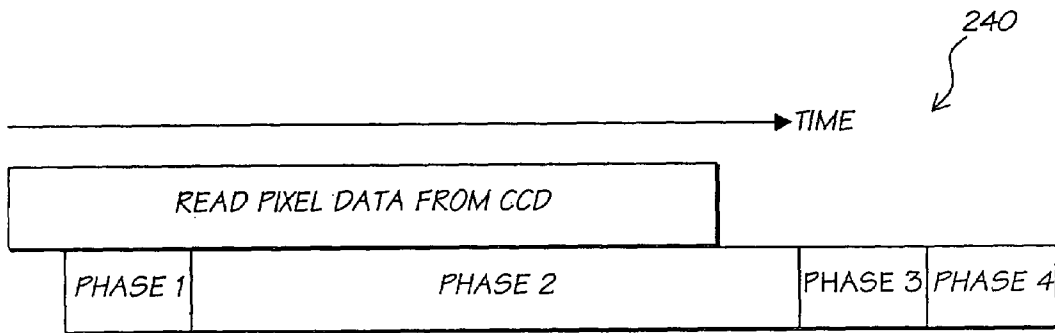 240
TIME
READ PIXEL DATA FROM CCD
PHASE 1 PHASE 2 PHASE 3 PHASE 4